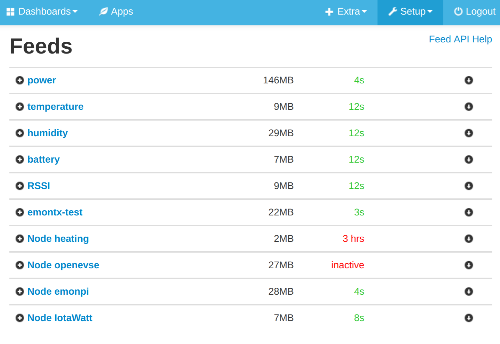 Dashboards Apps Extra Setup Logout
Feeds
Feed API Help
power 146MB 4s
temperature 9MB 12s
humidity 29MB 12s
battery 7MB 12s
RSSI 9MB 12s
emontx-test 22MB 3s
Node heating 2MB 3 hrs
Node openevse 27MB inactive
Node emonpi 28MB 4s
Node IotaWatt 7MB 8s